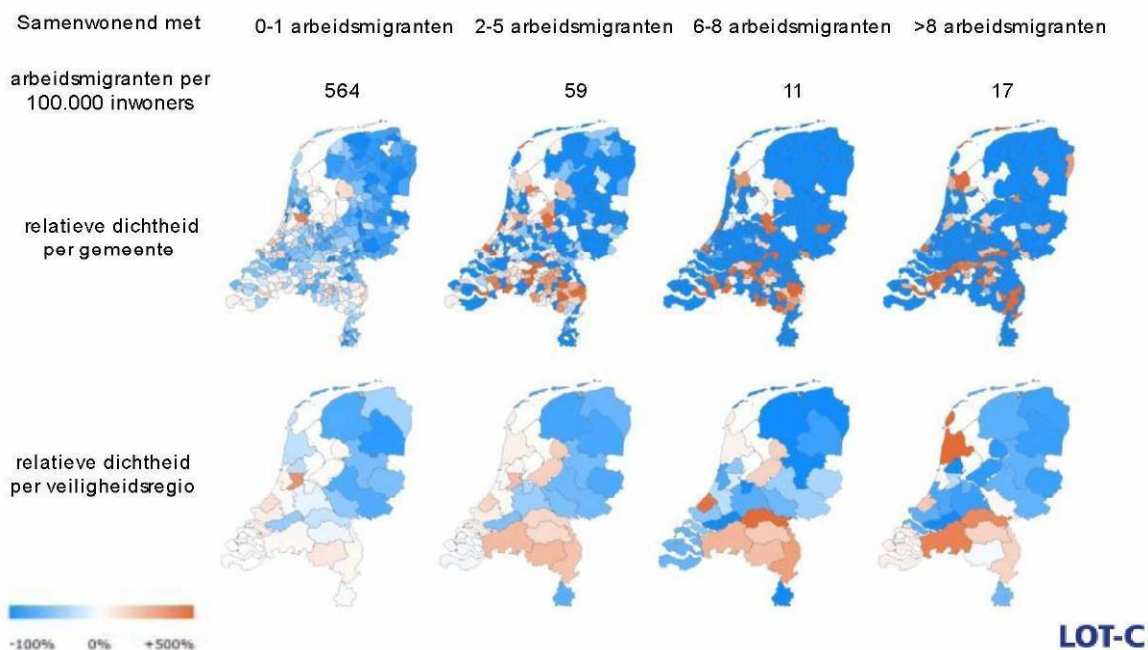 Samenwonend met 0-1 arbeidsmigranten 2-5 arbeidsmigranten 6-8 arbeidsmigranten >8 arbeidsmigranten
arbeidsmigranten per
100.000 inwoners
564 59 11 17
relatieve dichtheid
per gemeente
relatieve dichtheid
per veiligheidsregio
-100% 0% +500%
LOT-C